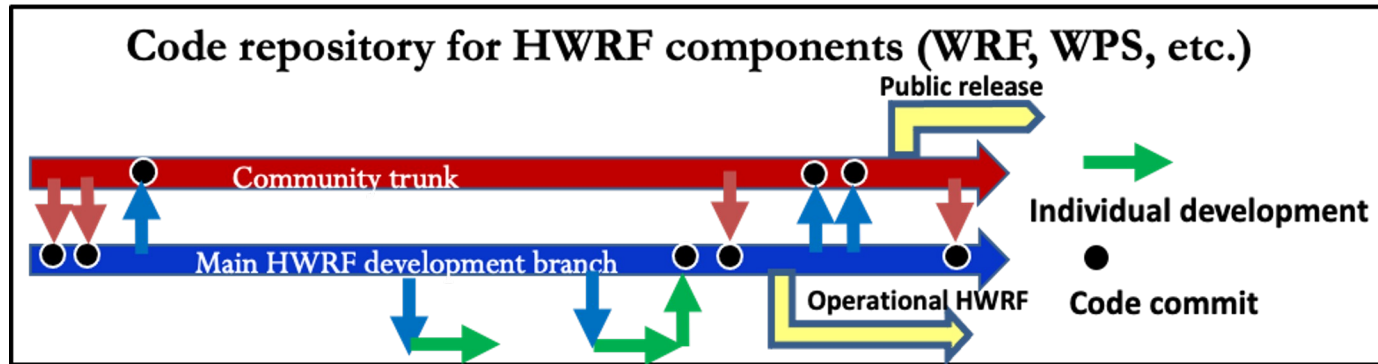 Code repository for HWRF components (WRF, WPS, etc.)
Public release
Community trunk
Individual development
Main HWRF development branch
Operational HWRF
Code commit